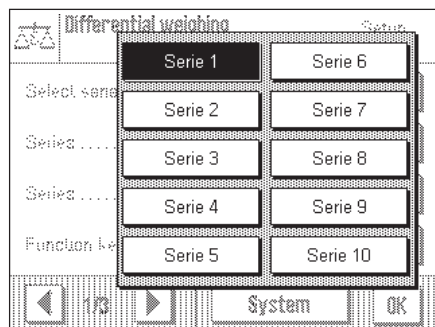 Differential weighing Setup
Serie 1 Serie 6
Select serie
Serie 2 Serie 7
Series .....
Serie 3 Serie 8
Series .....
Serie 4 Serie 9
Function ke
Serie 5 Serie 10
1/3 System OK